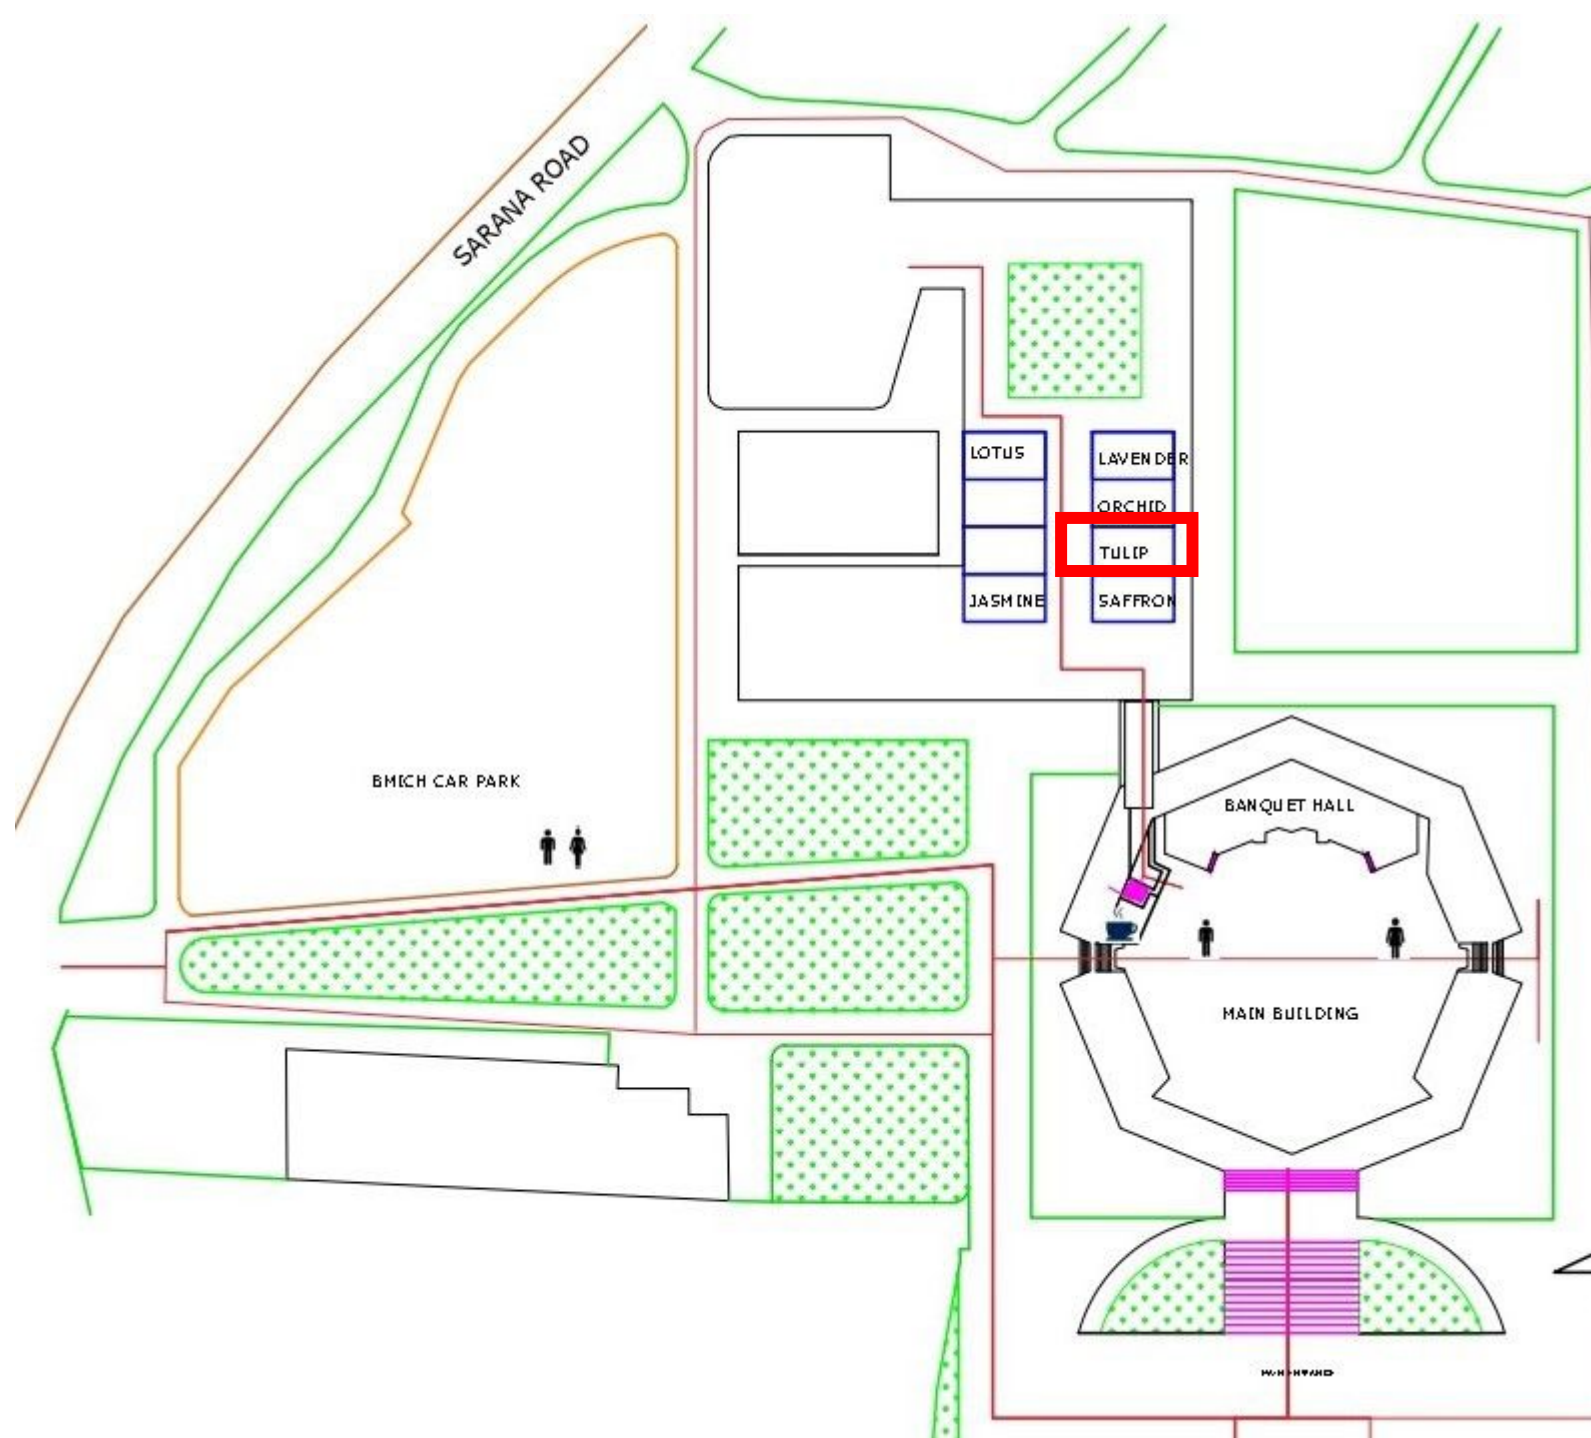 SARANA ROAD
LOTUS
LAVENDER
ORCHID
TULIP
JASMINE
SAFFRON
BMICH CAR PARK
BANQUET HALL
MAIN BUILDING